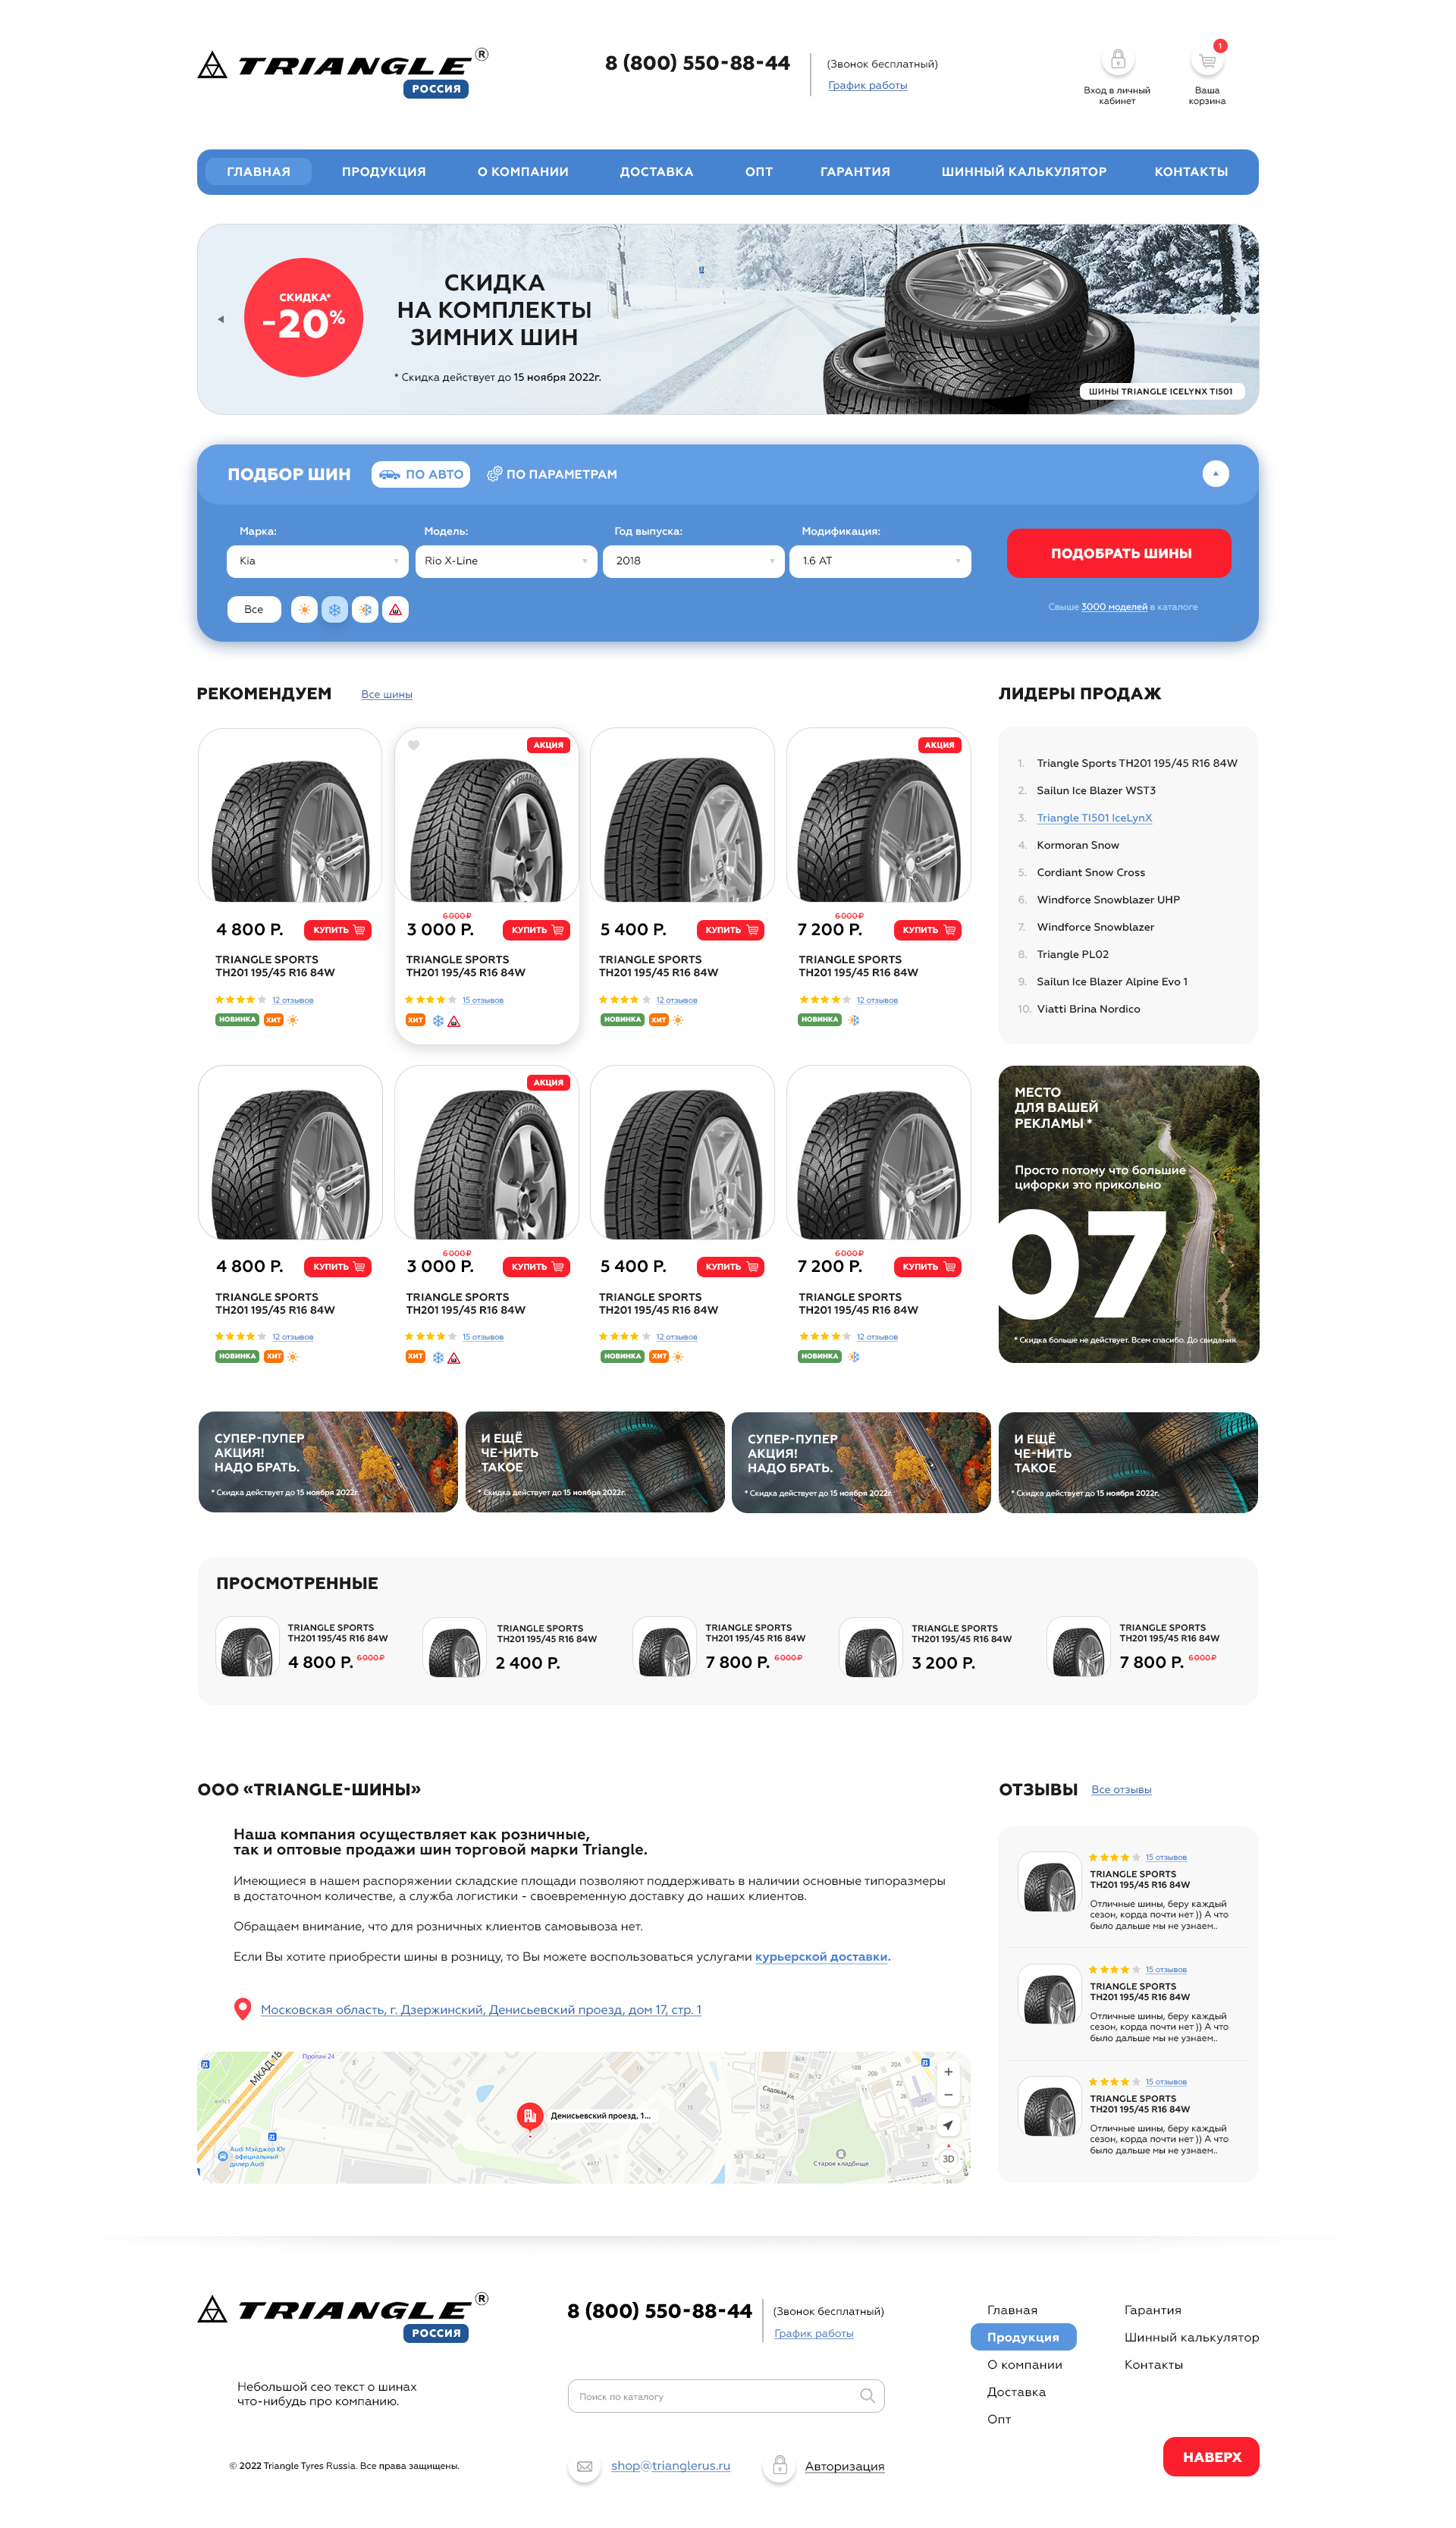 TRIANGLE®
РОССИЯ
8 (800) 550-88-44
(Звонок бесплатный)
График работы
1
Вход в личный
кабинет
Ваша
корзина
ГЛАВНАЯ
ПРОДУКЦИЯ
О КОМПАНИИ
ДОСТАВКА
ОПТ
ГАРАНТИЯ
ШИННЫЙ КАЛЬКУЛЯТОР
КОНТАКТЫ
СКИДКА*
-20%
СКИДКА
НА КОМПЛЕКТЫ
ЗИМНИХ ШИН
* Скидка действует до 15 ноября 2022г.
ШИНЫ TRIANGLE ICELYNX TI501
ПОДБОР ШИН
ПО АВТО
ПО ПАРАМЕТРАМ
Марка:
Модель:
Год выпуска:
Модификация:
Kia
Rio X-Line
2018
1.6 AT
ПОДОБРАТЬ ШИНЫ
Все
Свыше 3000 моделей в каталоге
РЕКОМЕНДУЕМ
Все шины
АКЦИЯ
АКЦИЯ
4 800 Р.
КУПИТЬ
6 000 ₽
3 000 Р.
КУПИТЬ
5 400 Р.
КУПИТЬ
6 000 ₽
7 200 Р.
КУПИТЬ
TRIANGLE SPORTS
TH201 195/45 R16 84W
TRIANGLE SPORTS
TH201 195/45 R16 84W
TRIANGLE SPORTS
TH201 195/45 R16 84W
TRIANGLE SPORTS
TH201 195/45 R16 84W
12 отзывов
15 отзывов
12 отзывов
12 отзывов
НОВИНКА
ХИТ
ХИТ
НОВИНКА
ХИТ
НОВИНКА
АКЦИЯ
4 800 Р.
КУПИТЬ
6 000 ₽
3 000 Р.
КУПИТЬ
5 400 Р.
КУПИТЬ
6 000 ₽
7 200 Р.
КУПИТЬ
TRIANGLE SPORTS
TH201 195/45 R16 84W
TRIANGLE SPORTS
TH201 195/45 R16 84W
TRIANGLE SPORTS
TH201 195/45 R16 84W
TRIANGLE SPORTS
TH201 195/45 R16 84W
12 отзывов
15 отзывов
12 отзывов
12 отзывов
НОВИНКА
ХИТ
ХИТ
НОВИНКА
ХИТ
НОВИНКА
ЛИДЕРЫ ПРОДАЖ
1. Triangle Sports TH201 195/45 R16 84W
2. Sailun Ice Blazer WST3
3. Triangle TI501 IceLynX
4. Kormoran Snow
5. Cordiant Snow Cross
6. Windforce Snowblazer UHP
7. Windforce Snowblazer
8. Triangle PL02
9. Sailun Ice Blazer Alpine Evo 1
10. Viatti Brina Nordico
МЕСТО
ДЛЯ ВАШЕЙ
РЕКЛАМЫ *
Просто потому что большие
цифорки это прикольно
07
* Скидка больше не действует. Всем спасибо. До свидания.
СУПЕР-ПУПЕР
АКЦИЯ!
НАДО БРАТЬ.
* Скидка действует до 15 ноября 2022г.
И ЕЩЁ
ЧЕ-НИТЬ
ТАКОЕ
* Скидка действует до 15 ноября 2022г.
СУПЕР-ПУПЕР
АКЦИЯ!
НАДО БРАТЬ.
* Скидка действует до 15 ноября 2022г.
И ЕЩЁ
ЧЕ-НИТЬ
ТАКОЕ
* Скидка действует до 15 ноября 2022г.
ПРОСМОТРЕННЫЕ
TRIANGLE SPORTS
TH201 195/45 R16 84W
4 800 Р. 6 000 ₽
TRIANGLE SPORTS
TH201 195/45 R16 84W
2 400 Р.
TRIANGLE SPORTS
TH201 195/45 R16 84W
7 800 Р. 6 000 ₽
TRIANGLE SPORTS
TH201 195/45 R16 84W
3 200 Р.
TRIANGLE SPORTS
TH201 195/45 R16 84W
7 800 Р. 6 000 ₽
ООО «TRIANGLE-ШИНЫ»
Наша компания осуществляет как розничные,
так и оптовые продажи шин торговой марки Triangle.
Имеющиеся в нашем распоряжении складские площади позволяют поддерживать в наличии основные типоразмеры
в достаточном количестве, а служба логистики - своевременную доставку до наших клиентов.
Обращаем внимание, что для розничных клиентов самовывоза нет.
Если Вы хотите приобрести шины в розницу, то Вы можете воспользоваться услугами курьерской доставки.
Московская область, г. Дзержинский, Денисьевский проезд, дом 17, стр. 1
МКАД-16
Пропан 24
Денисьевский проезд, 1...
Audi Мэйджор Юг
- официальный
дилер Audi
Садовая ул.
Старое кладбище
3D
ОТЗЫВЫ
Все отзывы
15 отзывов
TRIANGLE SPORTS
TH201 195/45 R16 84W
Отличные шины, беру каждый
сезон, корда почти нет )) А что
было дальше мы не узнаем..
15 отзывов
TRIANGLE SPORTS
TH201 195/45 R16 84W
Отличные шины, беру каждый
сезон, корда почти нет )) А что
было дальше мы не узнаем..
15 отзывов
TRIANGLE SPORTS
TH201 195/45 R16 84W
Отличные шины, беру каждый
сезон, корда почти нет )) А что
было дальше мы не узнаем..
TRIANGLE®
РОССИЯ
8 (800) 550-88-44
(Звонок бесплатный)
График работы
Небольшой сео текст о шинах
что-нибудь про компанию.
Поиск по каталогу
© 2022 Triangle Tyres Russia. Все права защищены.
shop@trianglerus.ru
Авторизация
Главная
Продукция
О компании
Доставка
Опт
Гарантия
Шинный калькулятор
Контакты
НАВЕРХ